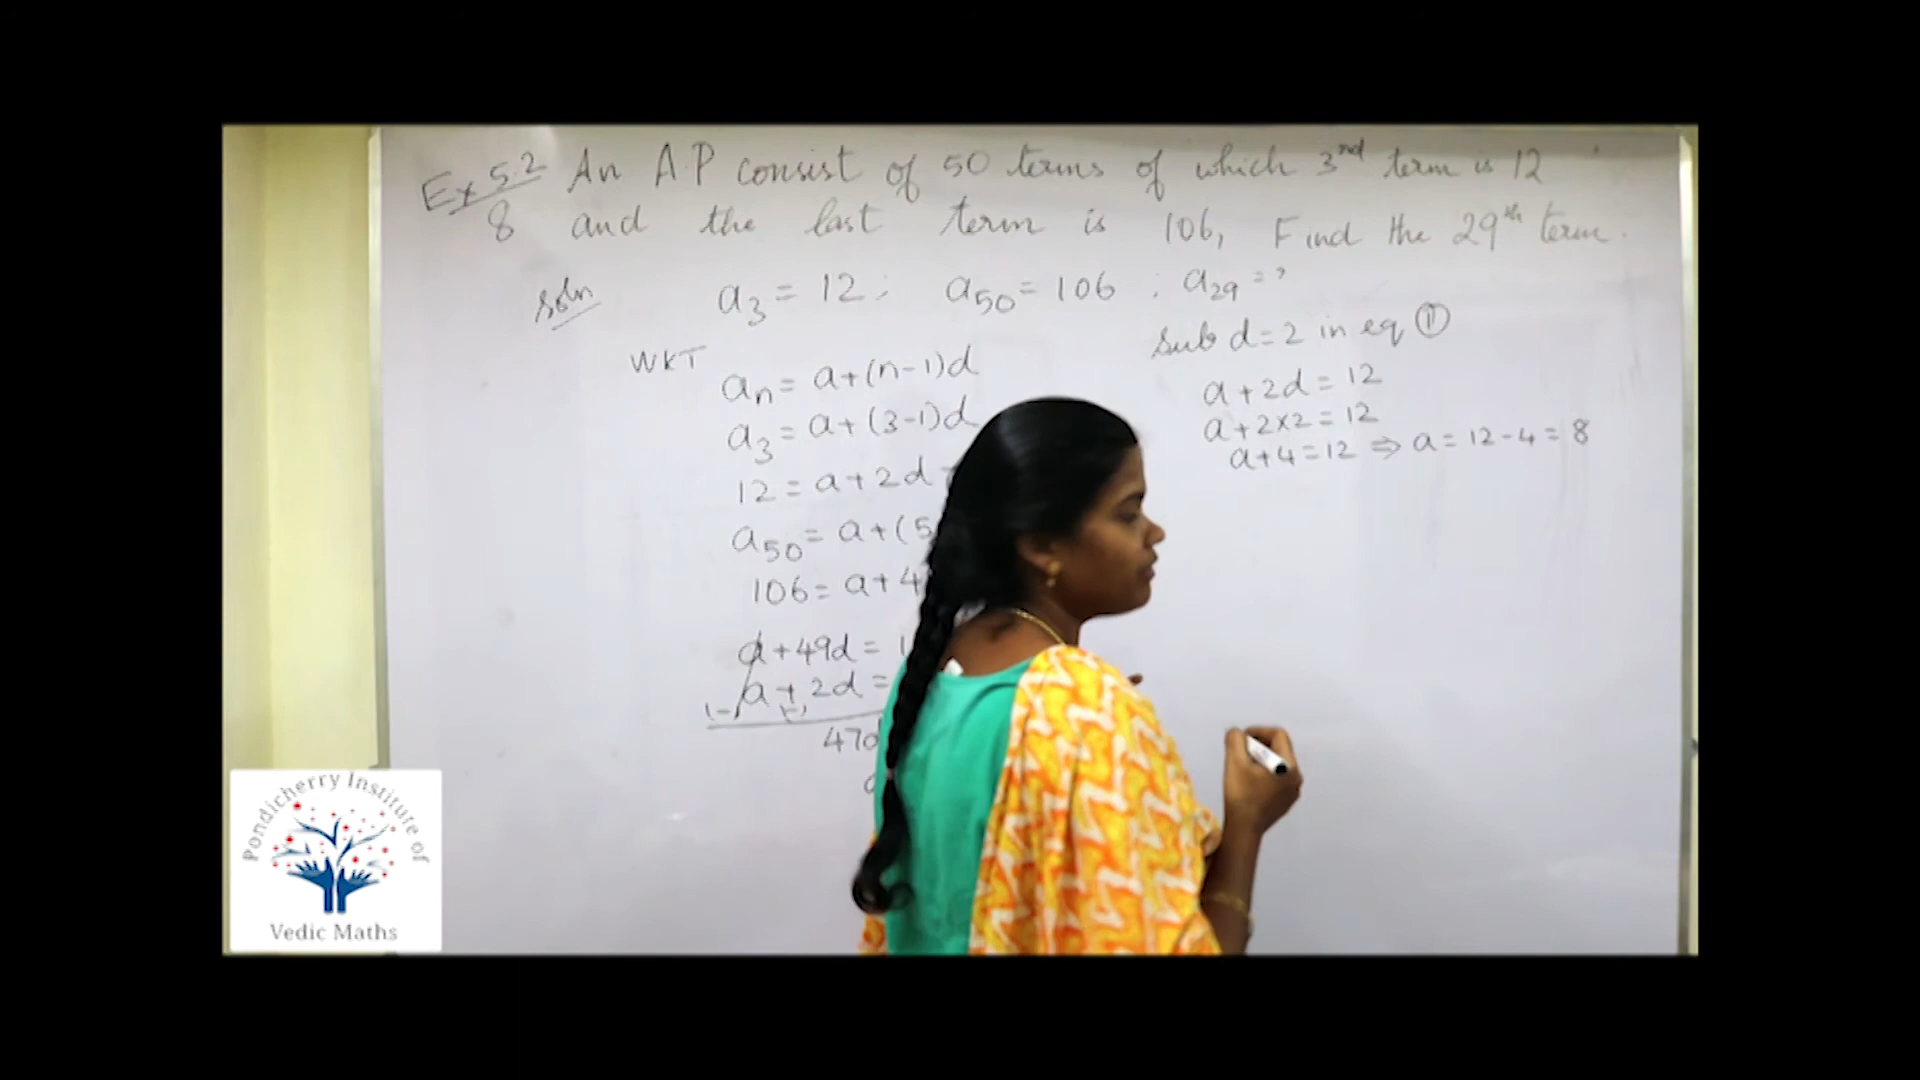 Ex 5.2 An A.P consist of 50 terms of which 3nd term is 12
8 and the last term is 106, Find the 29th term.
Soln a3 = 12 ; a50 = 106 ; a29 = ?
WKT
an = a+(n-1)d
a3 = a+(3-1)d
12 = a+2d
a50 = a+(5
106 = a+4
a+49d = 1
a+2d =
(-) (-)
47d
Sub d=2 in eq ①
a+2d = 12
a+2×2 = 12
a+4 = 12 ⇒ a = 12-4 = 8
Pondicherry Institute of
Vedic Maths